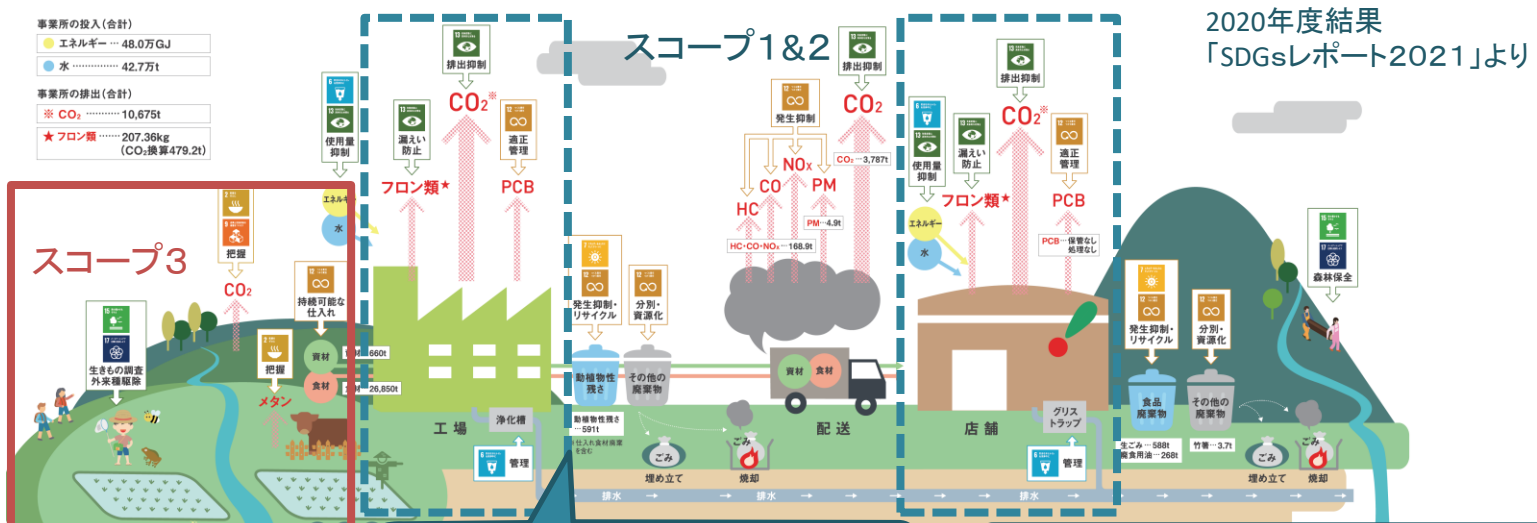 事業所の投入（合計）
エネルギー … 48.0万GJ
水 …………… 42.7万t
事業所の排出（合計）
※ CO₂ ………… 10,675t
★ フロン類 …… 207.36kg
（CO₂換算479.2t）
スコープ1&2
2020年度結果
「SDGsレポート2021」より
スコープ3
把握
CO₂
生きもの調査
外来種駆除
把握
メタン
持続可能な
仕入れ
資材
660t
食材
26,850t
使用量
抑制
エネルギー
水
排出抑制
CO₂※
漏えい
防止
フロン類★
適正
管理
PCB
工場
浄化槽
管理
発生抑制・
リサイクル
動植物性
残さ
動植物性残さ
…591t
分別・
資源化
その他の
廃棄物
ごみ
埋め立て
ごみ
焼却
発生抑制
HC
CO
NOx
PM
HC・CO・NOx…168.9t
PM…4.9t
排出抑制
CO₂
CO₂…3,787t
資材
食材
配送
使用量
抑制
エネルギー
水
漏えい
防止
フロン類★
排出抑制
CO₂※
適正
管理
PCB
PCB…保管なし
処理なし
店舗
グリス
トラップ
管理
発生抑制・
リサイクル
食品
廃棄物
生ごみ…588t
廃食用油…268t
分別・
資源化
その他の
廃棄物
竹箸…3.7t
ごみ
埋め立て
ごみ
焼却
森林保全
排水
排水
排水